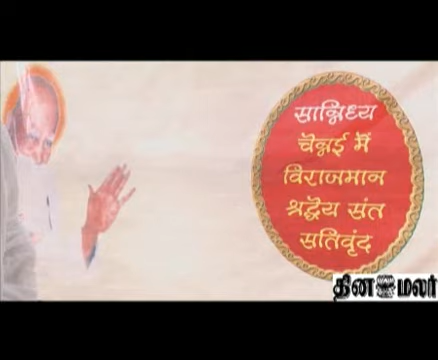 सान्निध्य
चेन्नई में
विराजमान
श्रद्धेय संत
सतिवृंद
தினமலர்